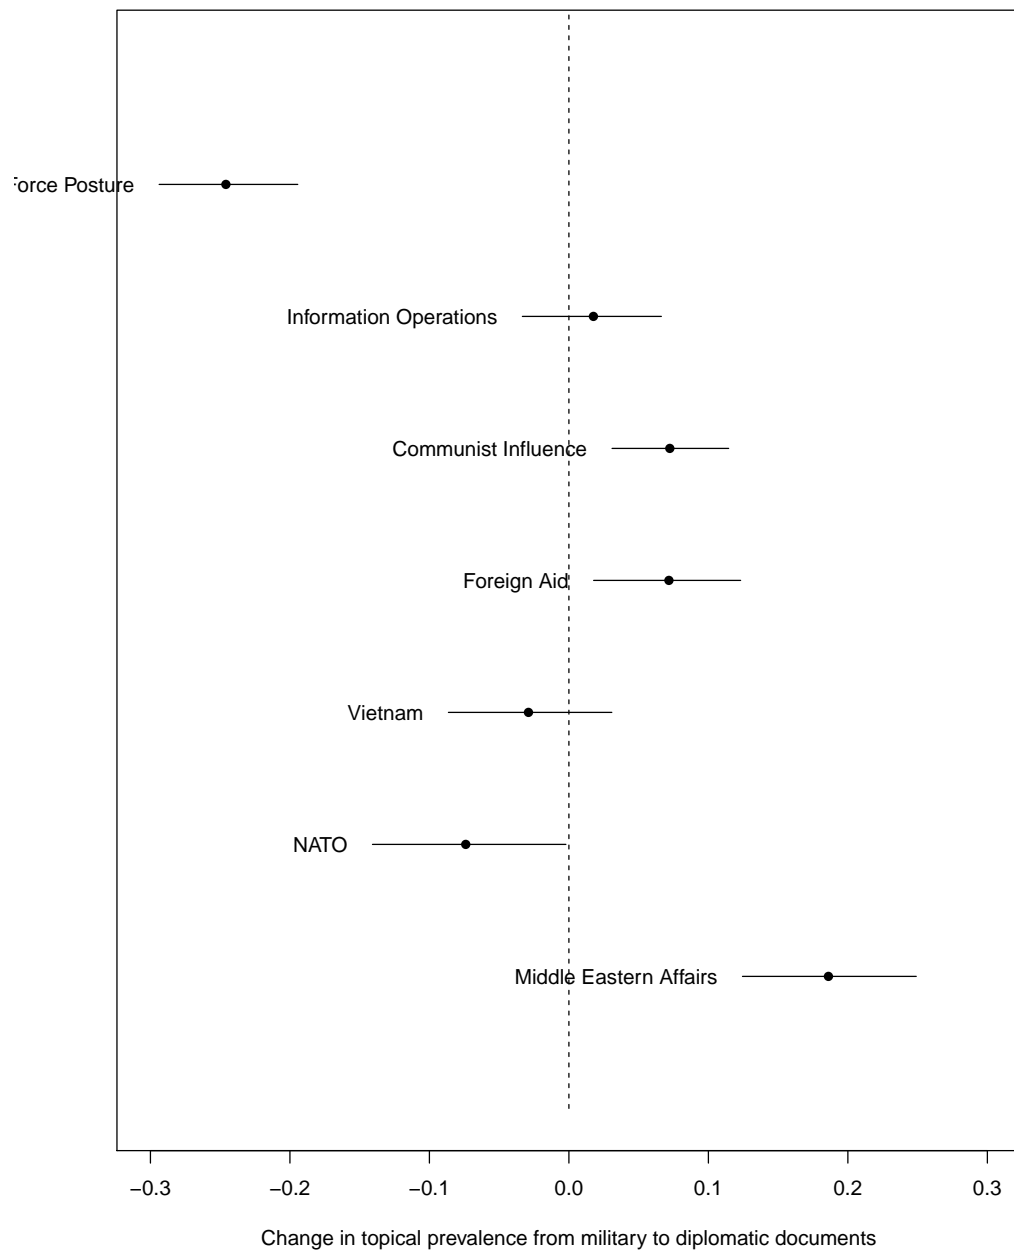 Force Posture
Information Operations
Communist Influence
Foreign Aid
Vietnam
NATO
Middle Eastern Affairs
−0.3 −0.2 −0.1 0.0 0.1 0.2 0.3
Change in topical prevalence from military to diplomatic documents